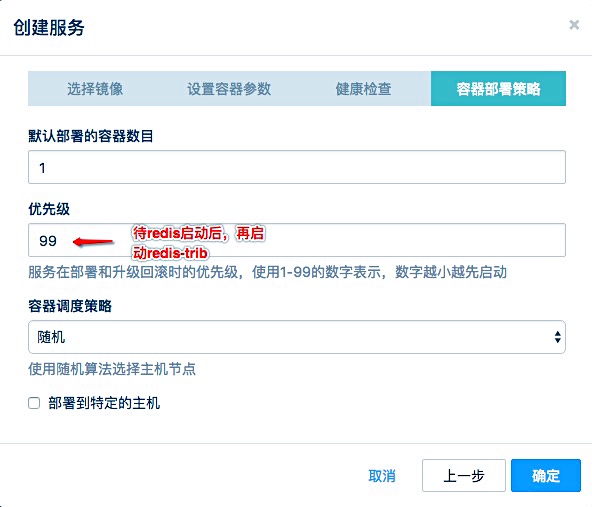 创建服务
×
选择镜像 设置容器参数 健康检查 容器部署策略
默认部署的容器数目
1
优先级
99
待redis启动后，再启
动redis-trib
服务在部署和升级回滚时的优先级，使用1-99的数字表示，数字越小越先启动
容器调度策略
随机
使用随机算法选择主机节点
部署到特定的主机
取消 上一步 确定